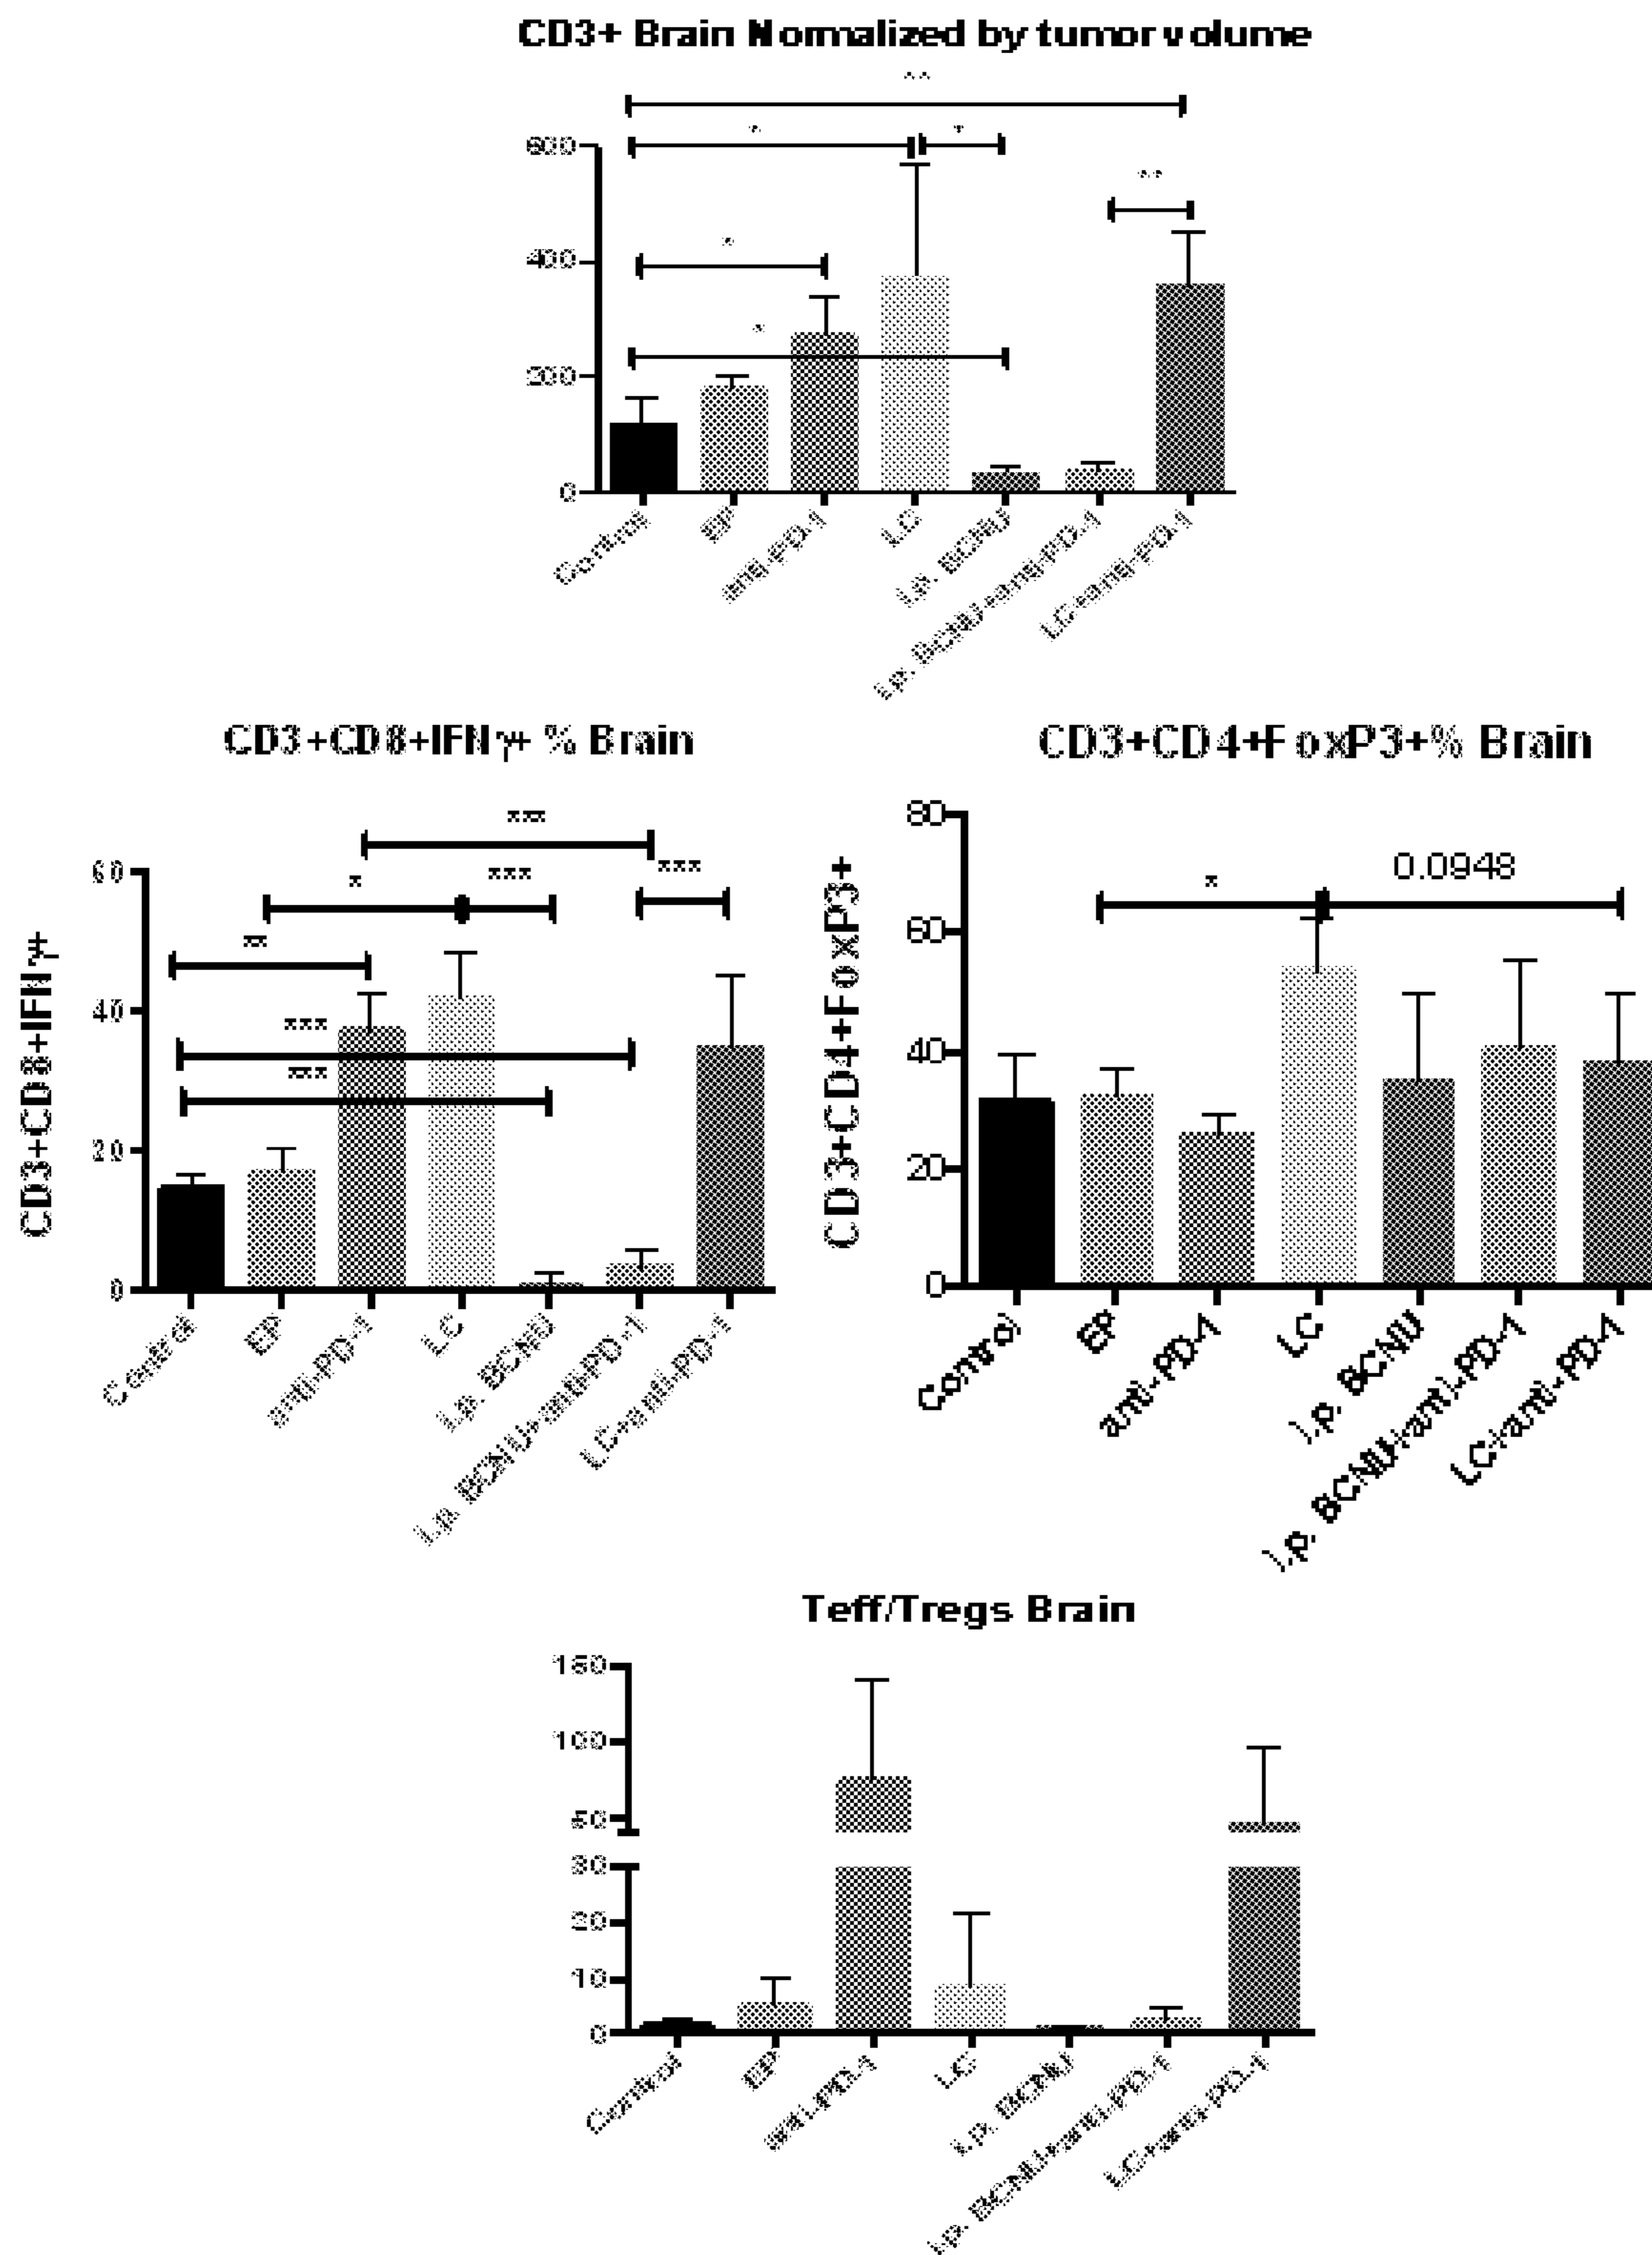 CD3+ Brain Normalized by tumor volume
**
*
*
600
**
400
*
*
200
0
Control
EP
anti-PD-1
LC
i.p. BCNU
i.p. BCNU+anti-PD-1
LC+anti-PD-1
CD3+CD8+IFNγ+ % Brain
CD3+CD8+IFNγ+
***
60
*
***
***
**
40
***
***
20
0
Control
EP
anti-PD-1
LC
i.p. BCNU
i.p. BCNU+anti-PD-1
LC+anti-PD-1
CD3+CD4+FoxP3+% Brain
CD3+CD4+FoxP3+
80
*
0.0948
60
40
20
0
Control
EP
anti-PD-1
LC
i.p. BCNU
i.p. BCNU+anti-PD-1
LC+anti-PD-1
Teff/Tregs Brain
150
100
50
30
20
10
0
Control
EP
anti-PD-1
LC
i.p. BCNU
i.p. BCNU+anti-PD-1
LC+anti-PD-1